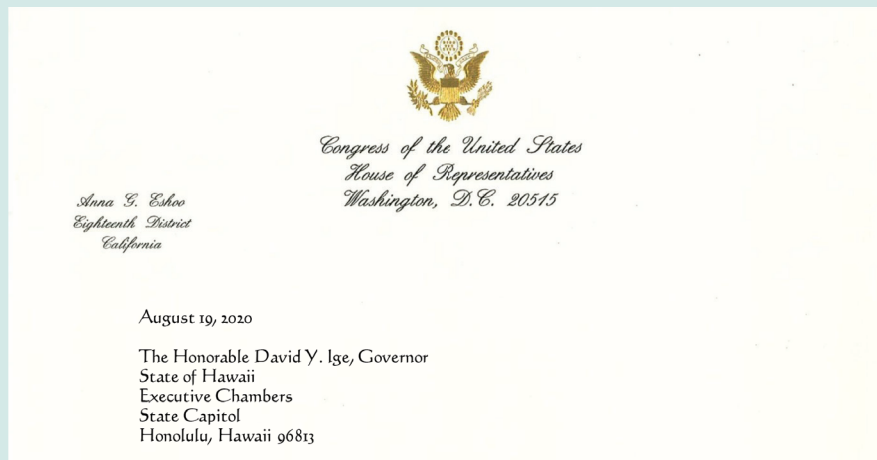 Congress of the United States
House of Representatives
Washington, D.C. 20515
Anna G. Eshoo
Eighteenth District
California
August 19, 2020
The Honorable David Y. Ige, Governor
State of Hawaii
Executive Chambers
State Capitol
Honolulu, Hawaii 96813